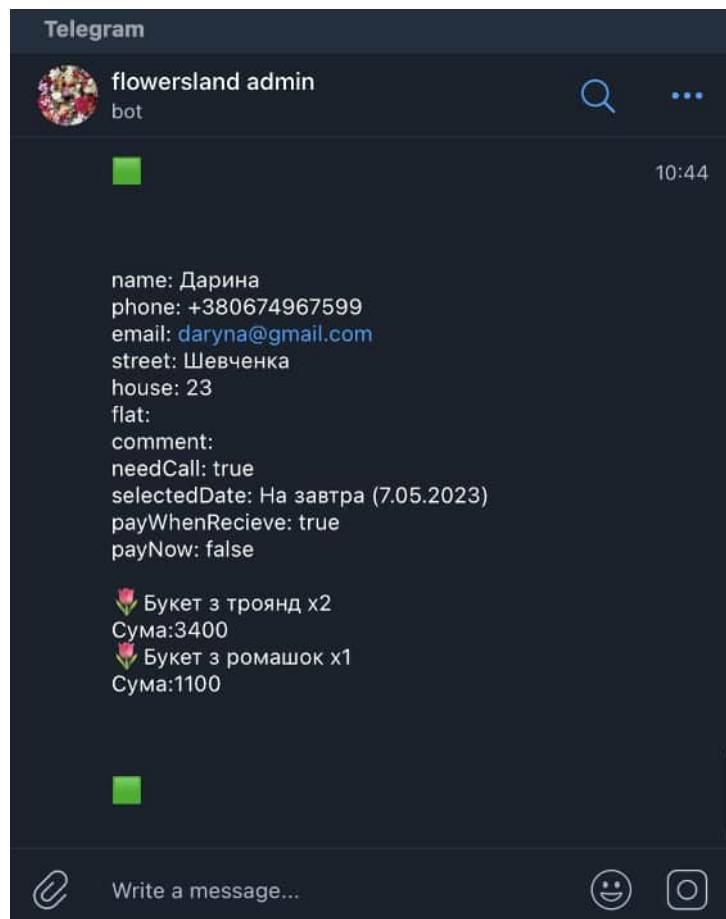 Telegram
flowersland admin
bot
10:44
name: Дарина
phone: +380674967599
email: daryna@gmail.com
street: Шевченка
house: 23
flat:
comment:
needCall: true
selectedDate: На завтра (7.05.2023)
payWhenRecieve: true
payNow: false
🌷Букет з троянд x2
Сума:3400
🌷Букет з ромашок x1
Сума:1100
Write a message...